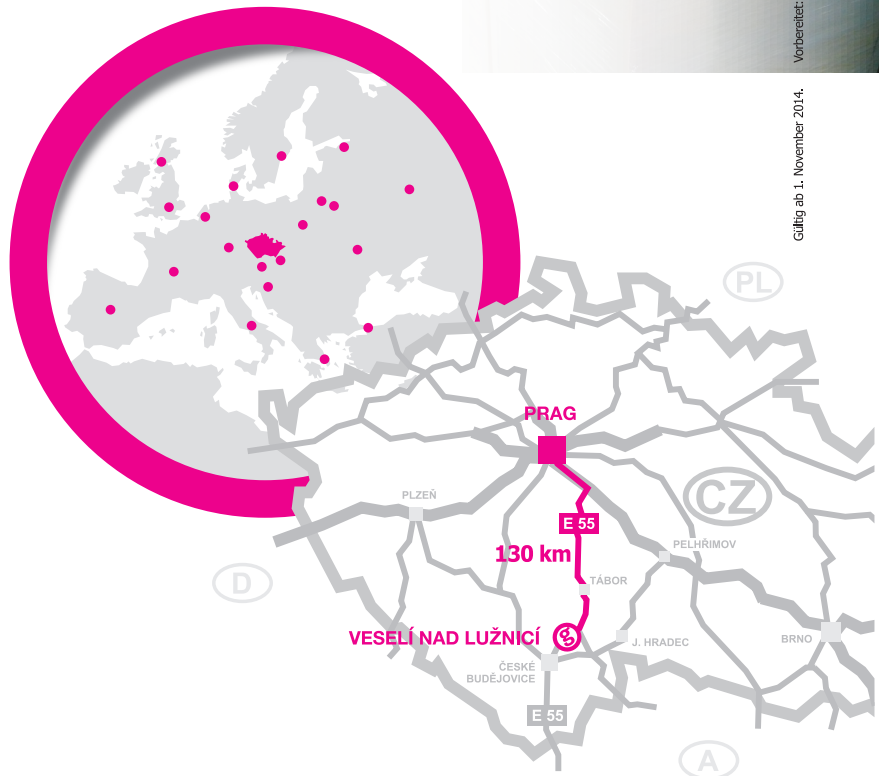 Gültig ab 1. November 2014.
Vorbereitet:
PL
PRAG
PLZEŇ
CZ
E 55
130 km
PELHŘIMOV
D
TÁBOR
VESELÍ NAD LUŽNICÍ
g
J. HRADEC
BRNO
ČESKÉ
BUDĚJOVICE
E 55
A